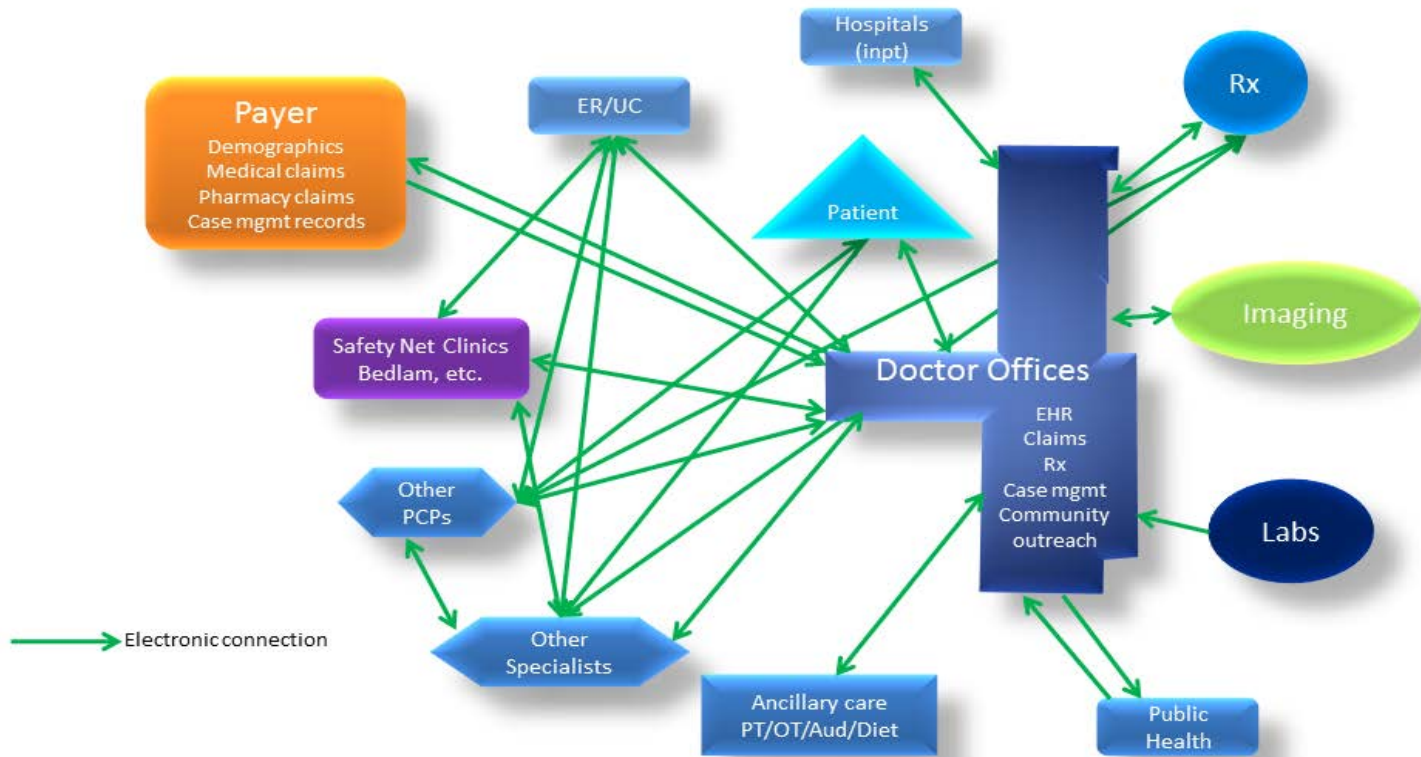 Hospitals
(inpt)
Rx
Payer
Demographics
Medical claims
Pharmacy claims
Case mgmt records
ER/UC
Patient
Imaging
Safety Net Clinics
Bedlam, etc.
Doctor Offices
EHR
Claims
Rx
Case mgmt
Community
outreach
Other
PCPs
Labs
Electronic connection
Other
Specialists
Ancillary care
PT/OT/Aud/Diet
Public
Health